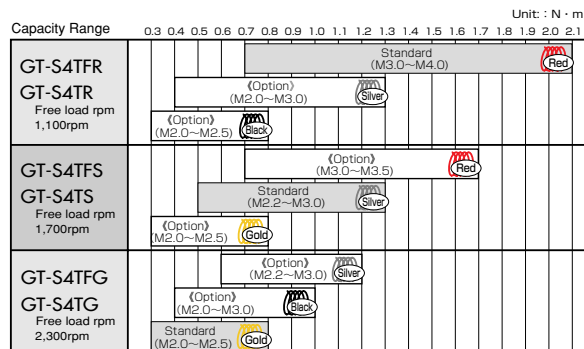 Unit: : N・m
Capacity Range
0.3 0.4 0.5 0.6 0.7 0.8 0.9 1.0 1.1 1.2 1.3 1.4 1.5 1.6 1.7 1.8 1.9 2.0 2.1
GT-S4TFR
GT-S4TR
Free load rpm
1,100rpm
Standard
(M3.0～M4.0)
Red
《Option》
(M2.0～M3.0)
Silver
《Option》
(M2.0～M2.5)
Black
GT-S4TFS
GT-S4TS
Free load rpm
1,700rpm
《Option》
(M3.0～M3.5)
Red
Standard
(M2.2～M3.0)
Silver
《Option》
(M2.0～M2.5)
Gold
GT-S4TFG
GT-S4TG
Free load rpm
2,300rpm
《Option》
(M2.2～M3.0)
Silver
《Option》
(M2.0～M3.0)
Black
Standard
(M2.0～M2.5)
Gold